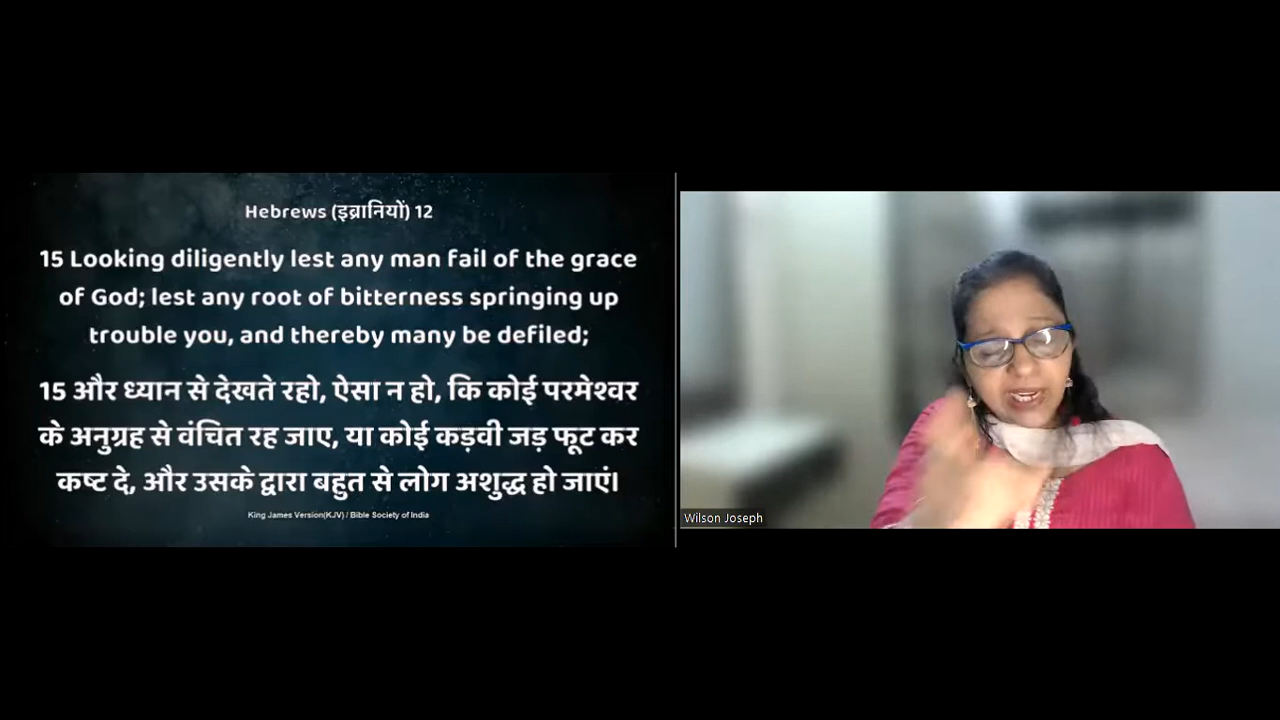 Hebrews (इब्रानियों) 12
15 Looking diligently lest any man fail of the grace
of God; lest any root of bitterness springing up
trouble you, and thereby many be defiled;
15 और ध्यान से देखते रहो, ऐसा न हो, कि कोई परमेश्वर
के अनुग्रह से वंचित रह जाए, या कोई कड़वी जड़ फूट कर
कष्ट दे, और उसके द्वारा बहुत से लोग अशुद्ध हो जाएं।
King James Version(KJV) / Bible Society of India
Wilson Joseph